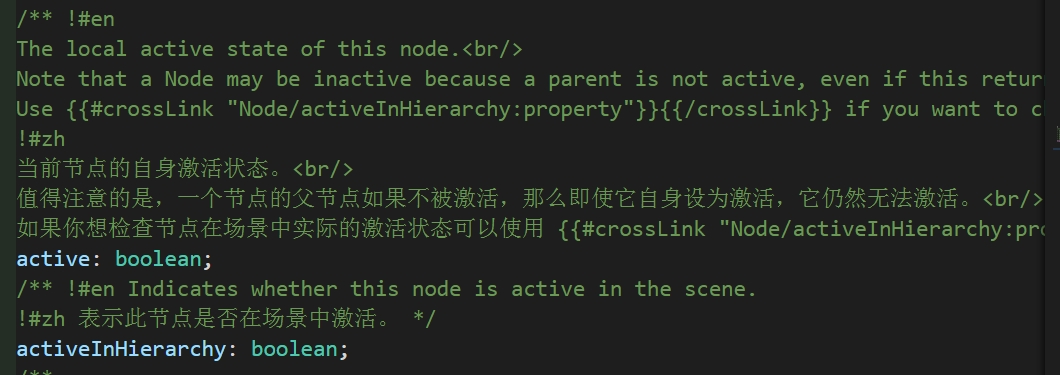 /** !#en
The local active state of this node.<br/>
Note that a Node may be inactive because a parent is not active, even if this
Use {{#crossLink "Node/activeInHierarchy:property"}}{{/crossLink}} if you want to
!#zh
当前节点的自身激活状态。<br/>
值得注意的是，一个节点的父节点如果不被激活，那么即使它自身设为激活，它仍然无法激活。<br/>
如果你想检查节点在场景中实际的激活状态可以使用 {{#crossLink "Node/activeInHierarchy:pro
active: boolean;
/** !#en Indicates whether this node is active in the scene.
!#zh 表示此节点是否在场景中激活。 */
activeInHierarchy: boolean;
/**